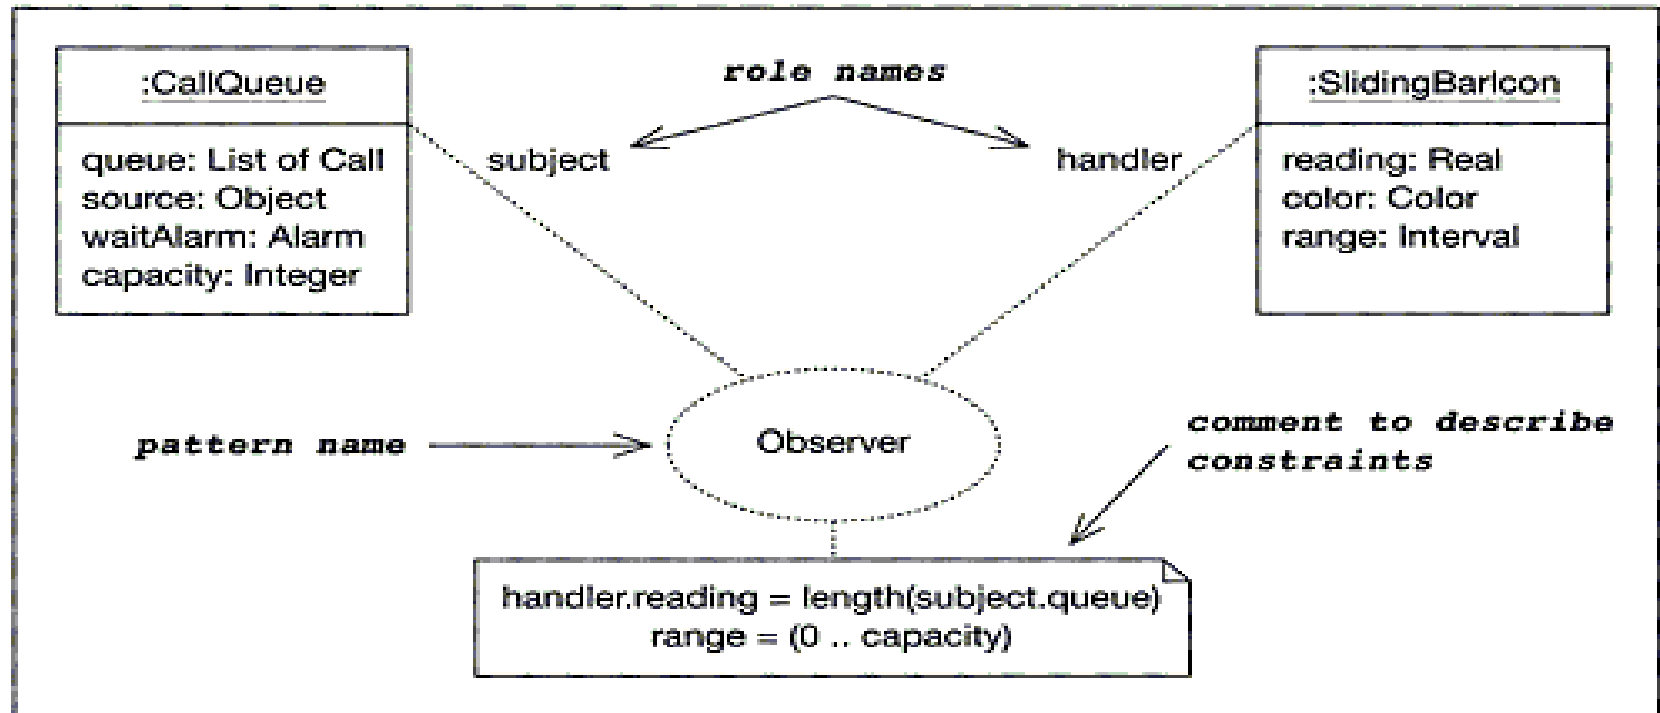 :CallQueue
queue: List of Call
source: Object
waitAlarm: Alarm
capacity: Integer
role names
subject
handler
:SlidingBarIcon
reading: Real
color: Color
range: Interval
pattern name
Observer
comment to describe
constraints
handler.reading = length(subject.queue)
range = (0 .. capacity)